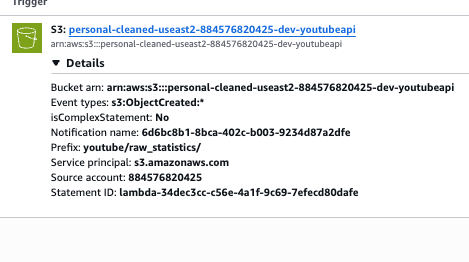 Trigger
S3: personal-cleaned-useast2-884576820425-dev-youtubeapi
arn:aws:s3:::personal-cleaned-useast2-884576820425-dev-youtubeapi
▼ Details
Bucket arn: arn:aws:s3:::personal-cleaned-useast2-884576820425-dev-youtubeapi
Event types: s3:ObjectCreated:*
isComplexStatement: No
Notification name: 6d6bc8b1-8bca-402c-b003-9234d87a2dfe
Prefix: youtube/raw_statistics/
Service principal: s3.amazonaws.com
Source account: 884576820425
Statement ID: lambda-34dec3cc-c56e-4a1f-9c69-7efecd80dafe